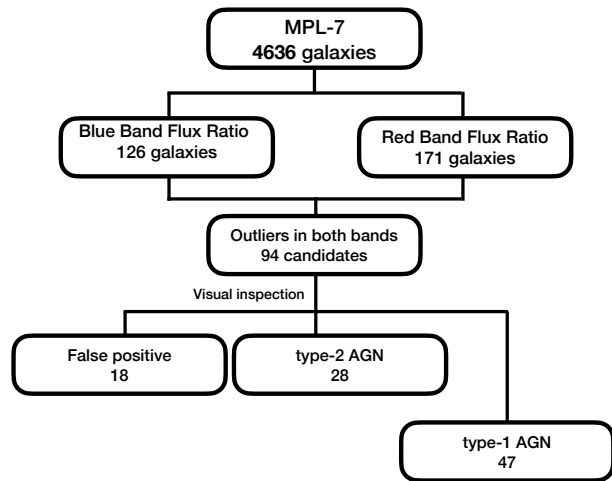 MPL-7
4636 galaxies
Blue Band Flux Ratio
126 galaxies
Red Band Flux Ratio
171 galaxies
Outliers in both bands
94 candidates
Visual inspection
False positive
18
type-2 AGN
28
type-1 AGN
47